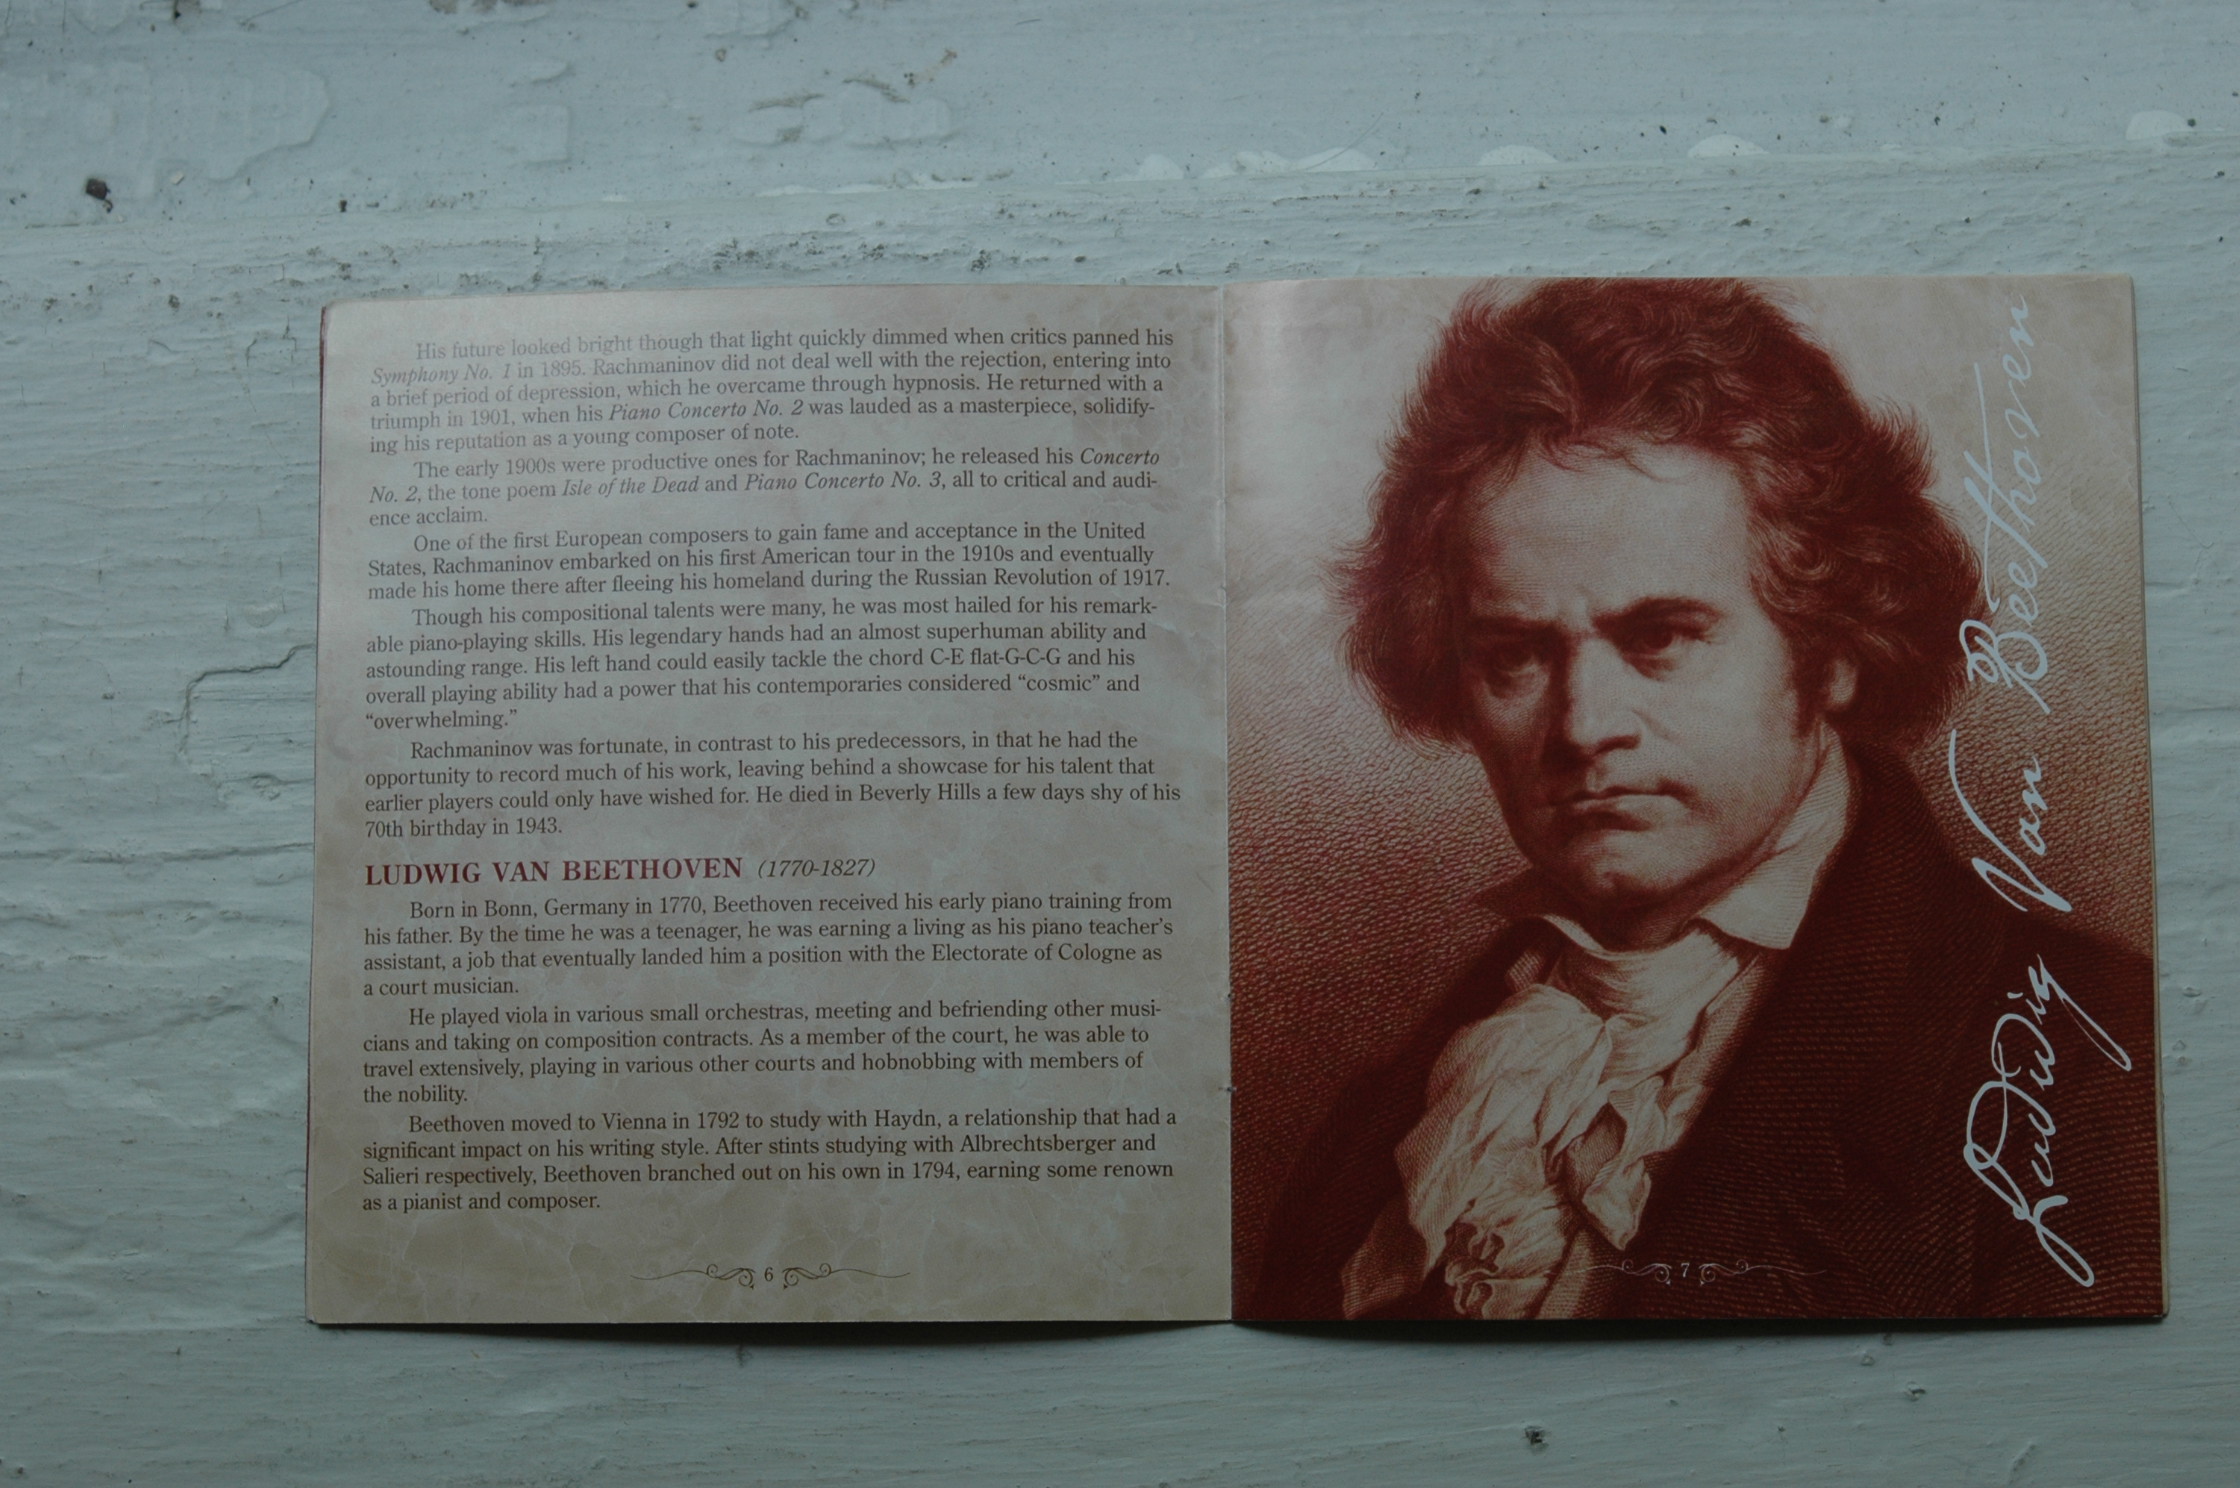 His future looked bright though that light quickly dimmed when critics panned his
Symphony No. 1 in 1895. Rachmaninov did not deal well with the rejection, entering into
a brief period of depression, which he overcame through hypnosis. He returned with a
triumph in 1901, when his Piano Concerto No. 2 was lauded as a masterpiece, solidify-
ing his reputation as a young composer of note.
The early 1900s were productive ones for Rachmaninov; he released his Concerto
No. 2, the tone poem Isle of the Dead and Piano Concerto No. 3, all to critical and audi-
ence acclaim.
One of the first European composers to gain fame and acceptance in the United
States, Rachmaninov embarked on his first American tour in the 1910s and eventually
made his home there after fleeing his homeland during the Russian Revolution of 1917.
Though his compositional talents were many, he was most hailed for his remark-
able piano-playing skills. His legendary hands had an almost superhuman ability and
astounding range. His left hand could easily tackle the chord C-E flat-G-C-G and his
overall playing ability had a power that his contemporaries considered “cosmic” and
“overwhelming.”
Rachmaninov was fortunate, in contrast to his predecessors, in that he had the
opportunity to record much of his work, leaving behind a showcase for his talent that
earlier players could only have wished for. He died in Beverly Hills a few days shy of his
70th birthday in 1943.
LUDWIG VAN BEETHOVEN (1770-1827)
Born in Bonn, Germany in 1770, Beethoven received his early piano training from
his father. By the time he was a teenager, he was earning a living as his piano teacher’s
assistant, a job that eventually landed him a position with the Electorate of Cologne as
a court musician.
He played viola in various small orchestras, meeting and befriending other musi-
cians and taking on composition contracts. As a member of the court, he was able to
travel extensively, playing in various other courts and hobnobbing with members of
the nobility.
Beethoven moved to Vienna in 1792 to study with Haydn, a relationship that had a
significant impact on his writing style. After stints studying with Albrechtsberger and
Salieri respectively, Beethoven branched out on his own in 1794, earning some renown
as a pianist and composer.
6
Ludwig Van Beethoven
7